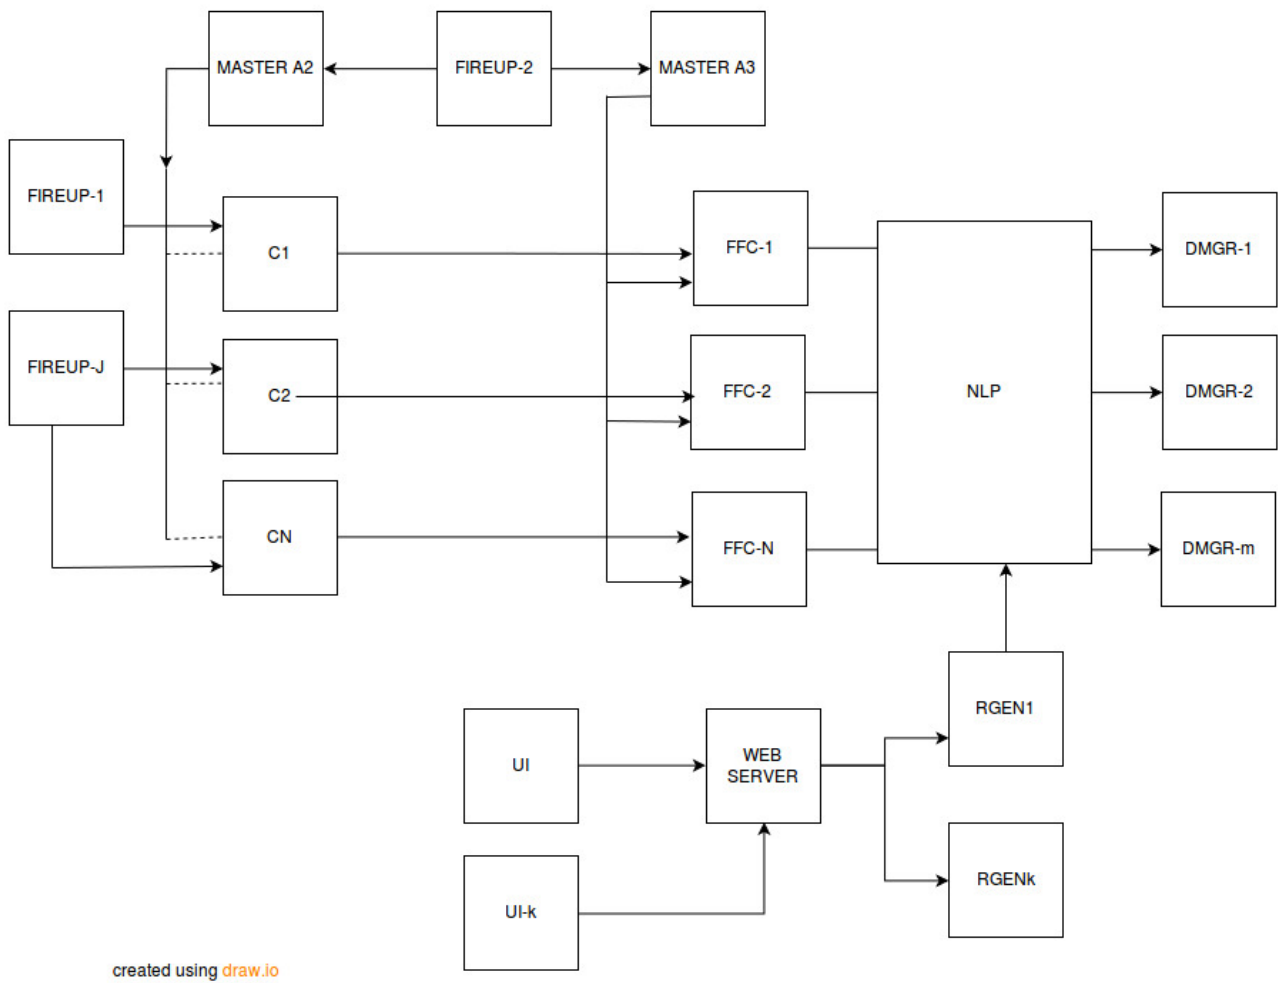 MASTER A2
FIREUP-2
MASTER A3
FIREUP-1
C1
FFC-1
DMGR-1
FIREUP-J
C2
FFC-2
NLP
DMGR-2
CN
FFC-N
DMGR-m
RGEN1
UI
WEB
SERVER
RGENk
UI-k
created using draw.io